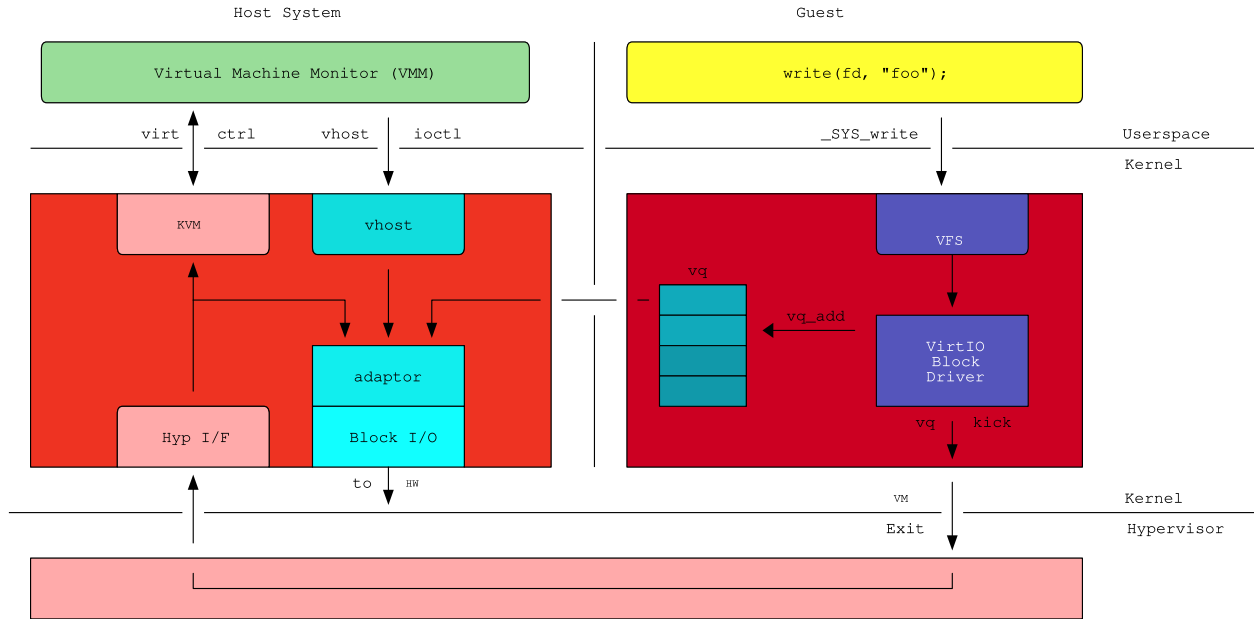 Host System
Guest
Virtual Machine Monitor (VMM)
write(fd, "foo");
virt ctrl
vhost ioctl
_SYS_write
Userspace
Kernel
KVM
vhost
VFS
vq
vq_add
VirtIO
Block
Driver
adaptor
vq kick
Hyp I/F
Block I/O
to HW
VM
Exit
Kernel
Hypervisor